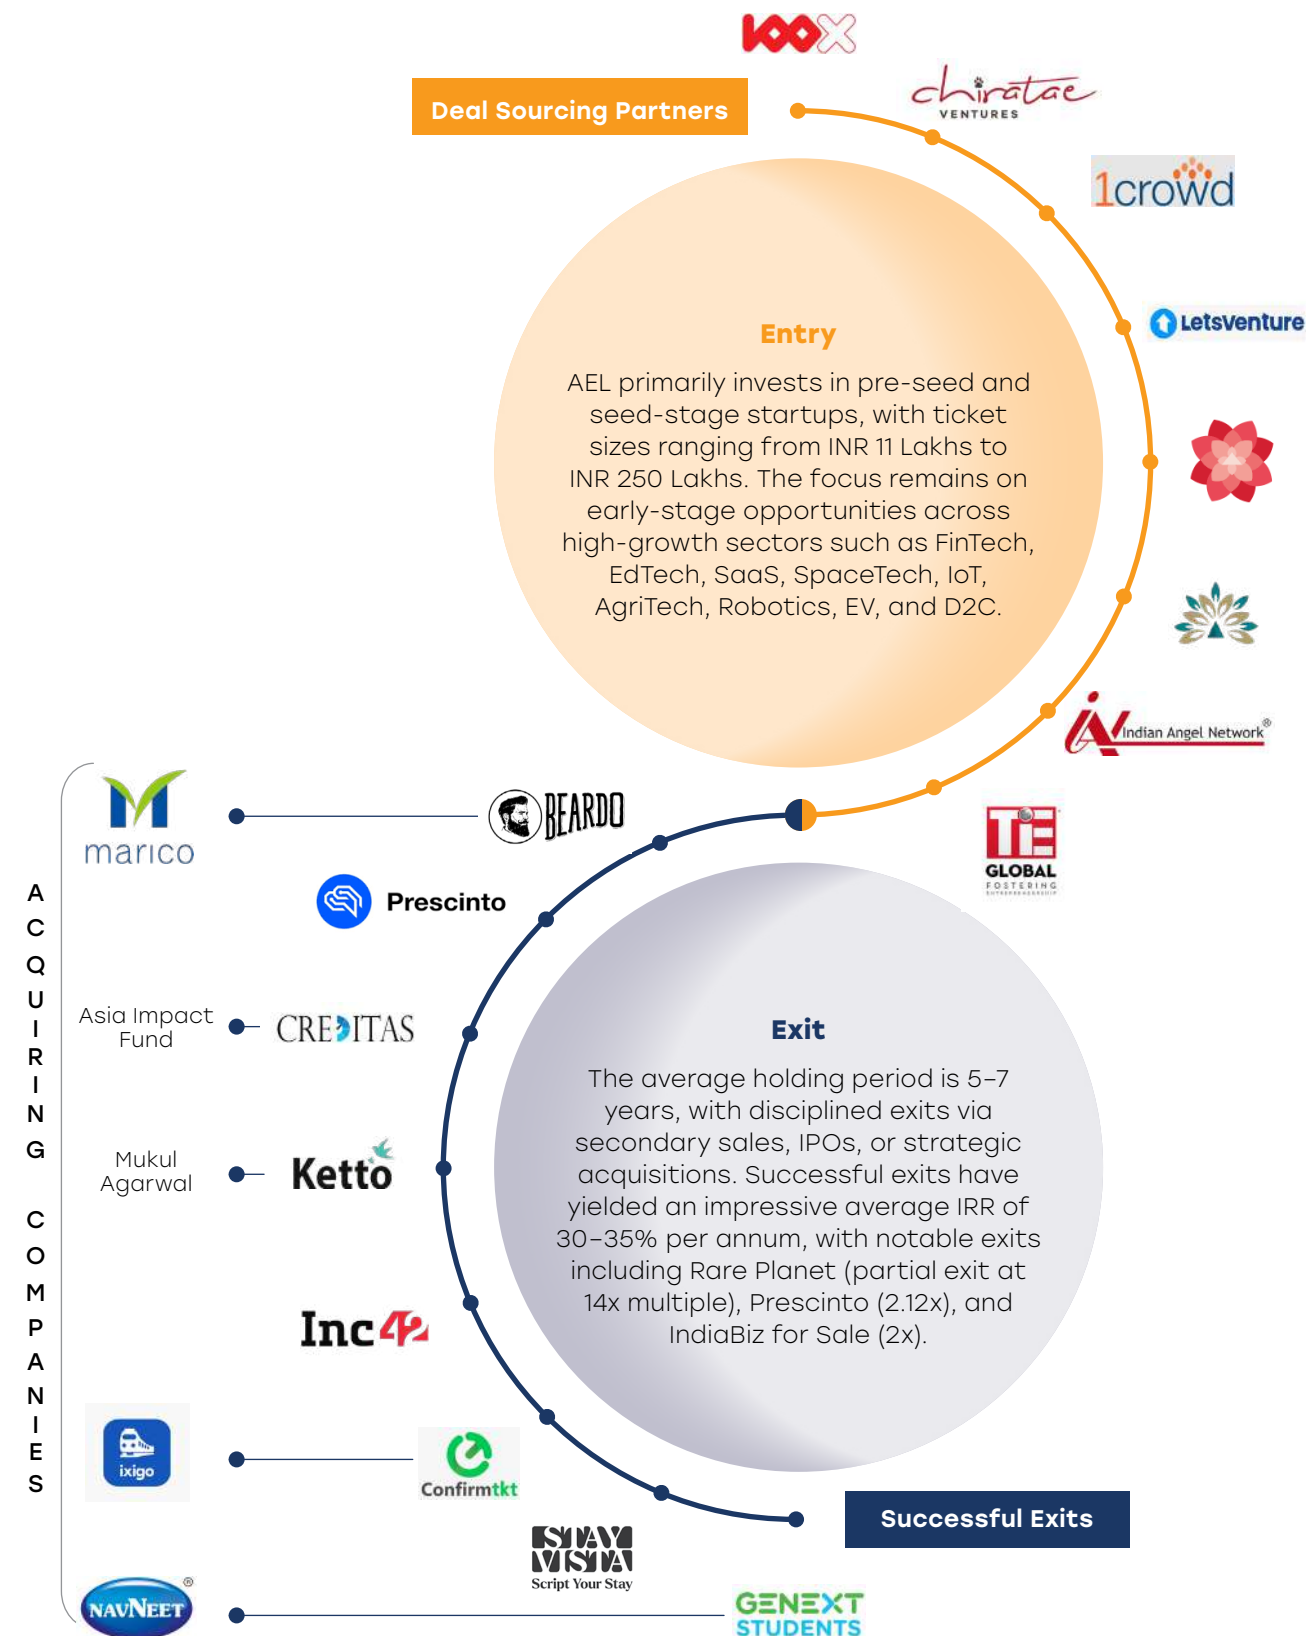 100X
Deal Sourcing Partners
chiratae
VENTURES
1crowd
LetsVenture
Entry
AEL primarily invests in pre-seed and
seed-stage startups, with ticket
sizes ranging from INR 11 Lakhs to
INR 250 Lakhs. The focus remains on
early-stage opportunities across
high-growth sectors such as FinTech,
EdTech, SaaS, SpaceTech, IoT,
AgriTech, Robotics, EV, and D2C.
Indian Angel Network®
TiE
GLOBAL
FOSTERING
ENTREPRENEURSHIP
ACQUIRING COMPANIES
marico
BEARDO
Prescinto
Asia Impact
Fund
CREDITAS
Mukul
Agarwal
Ketto
Inc42
ixigo
Confirmtkt
Exit
The average holding period is 5–7
years, with disciplined exits via
secondary sales, IPOs, or strategic
acquisitions. Successful exits have
yielded an impressive average IRR of
30–35% per annum, with notable exits
including Rare Planet (partial exit at
14x multiple), Prescinto (2.12x), and
IndiaBiz for Sale (2x).
Successful Exits
STAY
VISTA
Script Your Stay
NAVNEET®
GENEXT
STUDENTS